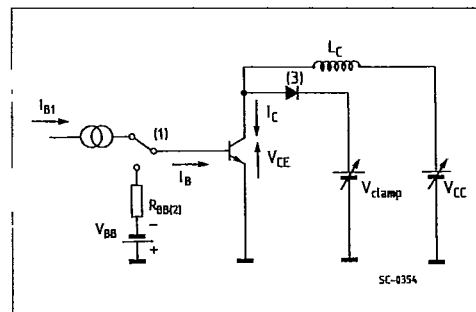 L_C
(3)
I_B1
(1)
I_C
I_B
V_CE
V_clamp
V_CC
R_BB(2)
V_BB
−
+
SC-0354